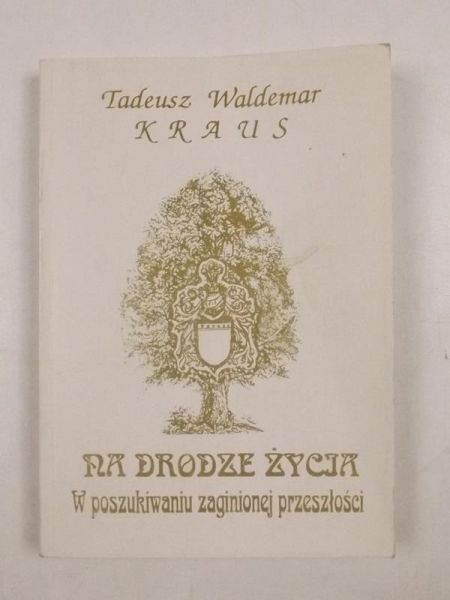 Tadeusz Waldemar
KRAUS
NA DRODZE ŻYCIA
W poszukiwaniu zaginionej przeszłości